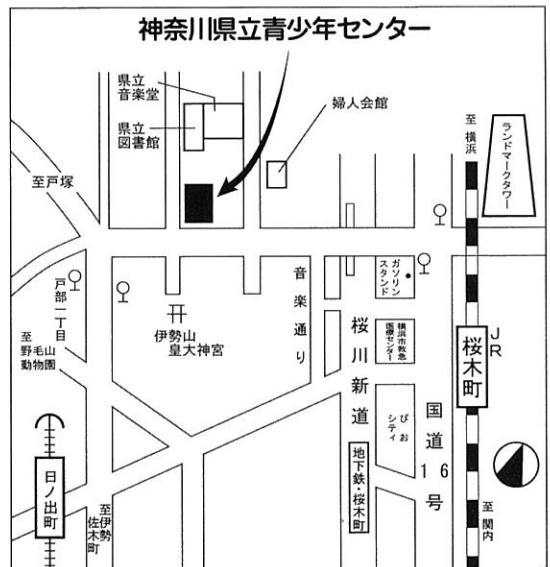 神奈川県立青少年センター
県立
音楽堂
県立
図書館
婦人会館
至横浜
ランドマークタワー
至戸塚
戸部一丁目
至
野毛山
動物園
伊勢山
皇大神宮
音楽通り
ガソリン
スタンド
桜川新道
横浜市救急
医療センター
ぴお
シティ
国道16号
JR
桜木町
地下鉄・桜木町
日ノ出町
至伊勢
佐木町
至関内